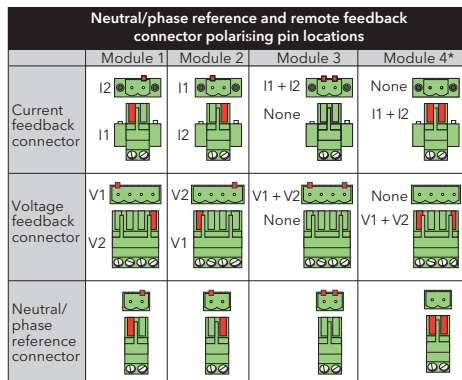 Neutral/phase reference and remote feedback
connector polarising pin locations
Module 1 Module 2 Module 3 Module 4*
Current
feedback
connector
I2 I1 I1 + I2 None
I1 I2 None I1 + I2
Voltage
feedback
connector
V1 V2 V1 + V2 None
V2 V1 None V1 + V2
Neutral/
phase
reference
connector